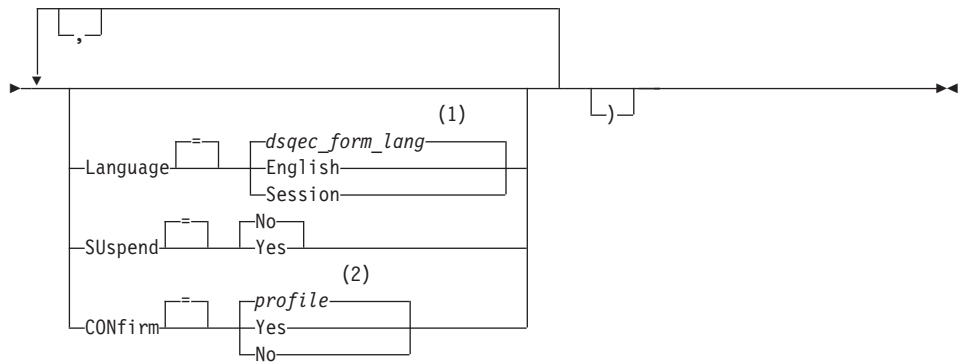 ,
)
(1)
Language = dsqec_form_lang
English
Session
SUspend = No
Yes
(2)
CONfirm = profile
Yes
No